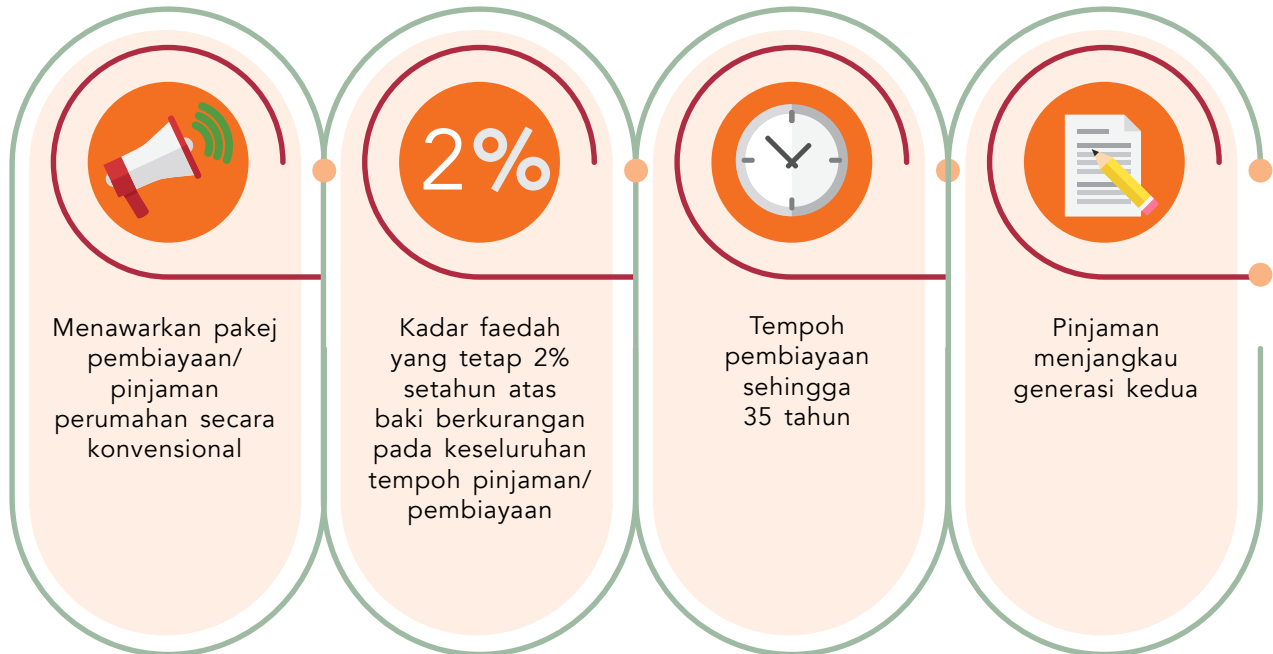 Menawarkan pakej
pembiayaan/
pinjaman
perumahan secara
konvensional
2%
Kadar faedah
yang tetap 2%
setahun atas
baki berkurangan
pada keseluruhan
tempoh pinjaman/
pembiayaan
Tempoh
pembiayaan
sehingga
35 tahun
Pinjaman
menjangkau
generasi kedua